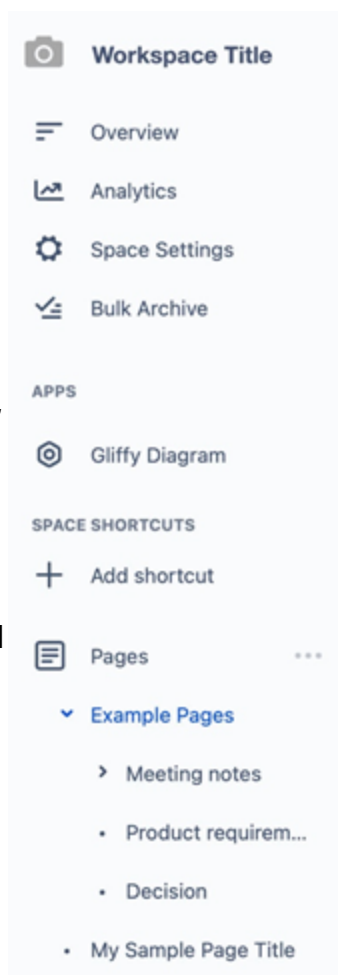 Workspace Title
Overview
Analytics
Space Settings
Bulk Archive
APPS
Gliffy Diagram
SPACE SHORTCUTS
Add shortcut
Pages
Example Pages
Meeting notes
Product requirem...
Decision
My Sample Page Title